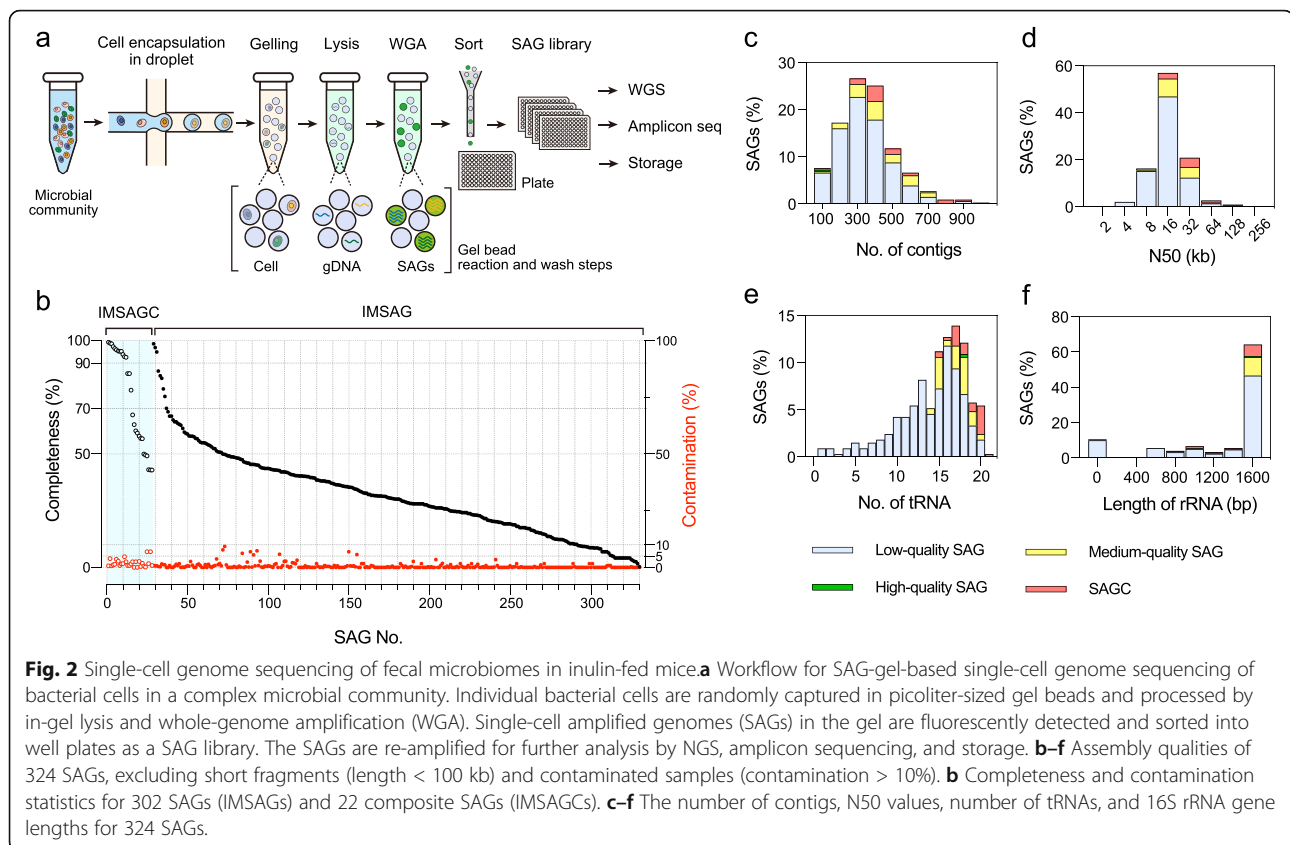 a
Cell encapsulation
in droplet
Gelling
Lysis
WGA
Sort
SAG library
WGS
Amplicon seq
Storage
Microbial
community
Plate
Cell
gDNA
SAGs
Gel bead
reaction and wash steps
b
IMSAGC
IMSAG
100
90
70
50
0
Completeness (%)
100
50
10
5
0
Contamination (%)
0
50
100
150
200
250
300
SAG No.
c
30
20
10
0
SAGs (%)
100
300
500
700
900
No. of contigs
d
60
40
20
0
2
4
8
16
32
64
128
256
N50 (kb)
e
15
10
5
0
SAGs (%)
0
5
10
15
20
No. of tRNA
f
80
60
40
20
0
0
400
800
1200
1600
Length of rRNA (bp)
Low-quality SAG
Medium-quality SAG
High-quality SAG
SAGC
Fig. 2 Single-cell genome sequencing of fecal microbiomes in inulin-fed mice.a Workflow for SAG-gel-based single-cell genome sequencing of
bacterial cells in a complex microbial community. Individual bacterial cells are randomly captured in picoliter-sized gel beads and processed by
in-gel lysis and whole-genome amplification (WGA). Single-cell amplified genomes (SAGs) in the gel are fluorescently detected and sorted into
well plates as a SAG library. The SAGs are re-amplified for further analysis by NGS, amplicon sequencing, and storage. b–f Assembly qualities of
324 SAGs, excluding short fragments (length < 100 kb) and contaminated samples (contamination > 10%). b Completeness and contamination
statistics for 302 SAGs (IMSAGs) and 22 composite SAGs (IMSAGCs). c–f The number of contigs, N50 values, number of tRNAs, and 16S rRNA gene
lengths for 324 SAGs.